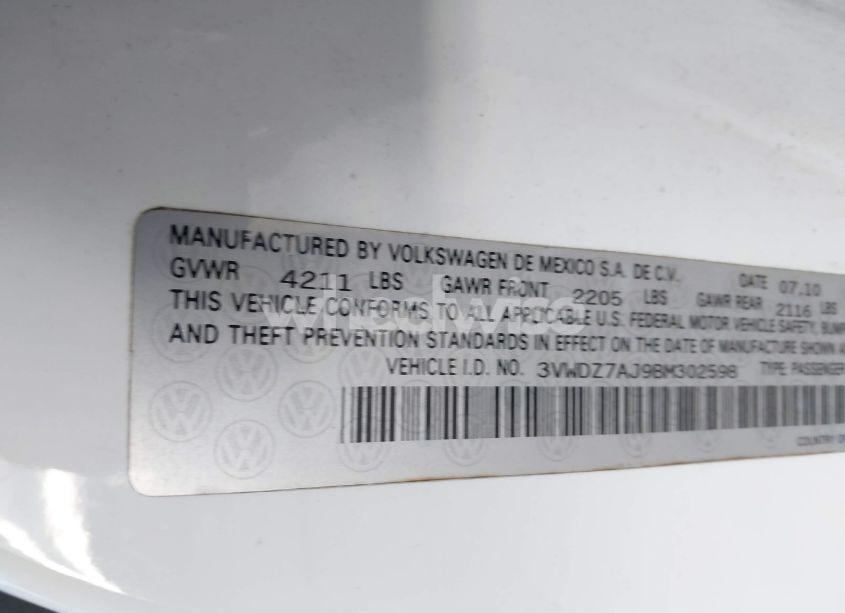 MANUFACTURED BY VOLKSWAGEN DE MEXICO S.A. DE C.V. DATE 07.10
GVWR 4211 LBS GAWR FRONT 2205 LBS GAWR REAR 2116 LBS
THIS VEHICLE CONFORMS TO ALL APPLICABLE U.S. FEDERAL MOTOR VEHICLE SAFETY, BUMP
AND THEFT PREVENTION STANDARDS IN EFFECT ON THE DATE OF MANUFACTURE SHOWN A
VEHICLE I.D. NO. 3VWDZ7AJ9BM302598 TYPE: PASSENGER
COUNTRY O